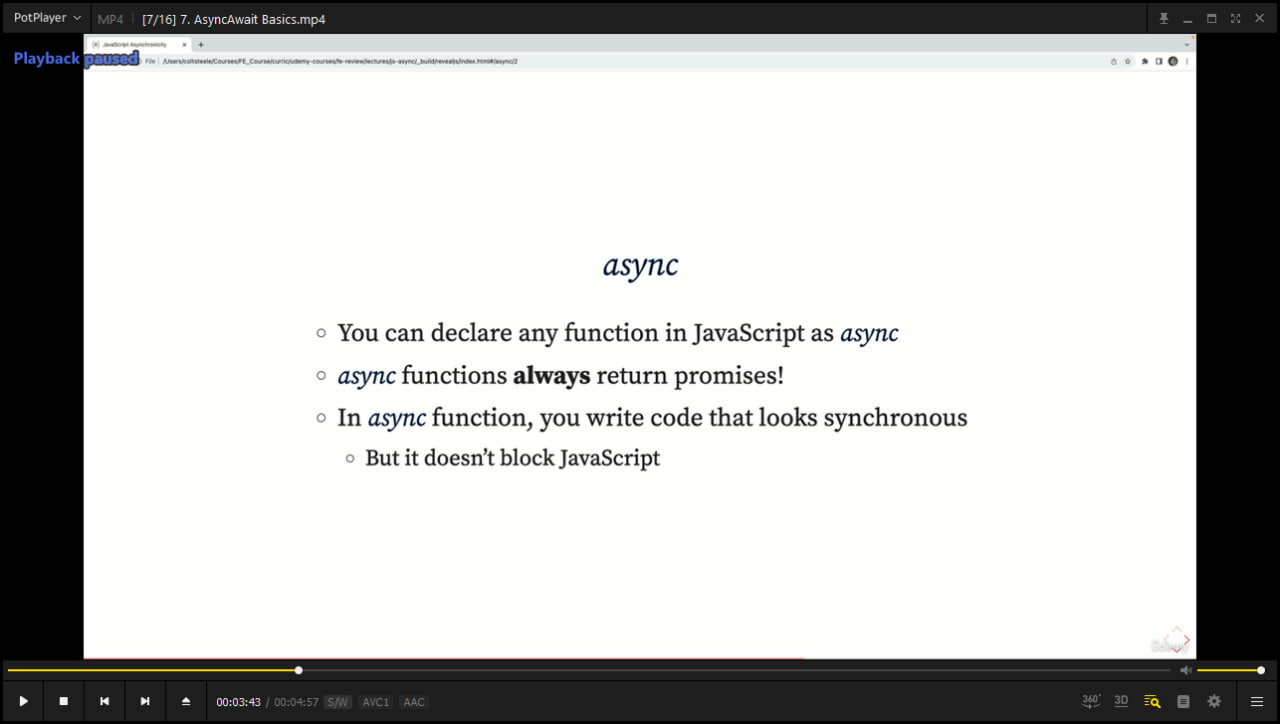 PotPlayer MP4 [7/16] 7. AsyncAwait Basics.mp4
JavaScript Asynchronicity
Playback paused
File /Users/coltsteele/Courses/FE_Course/curric/udemy-courses/fe-review/lectures/js-async/_build/revealjs/index.html#/async/2
async
You can declare any function in JavaScript as async
async functions always return promises!
In async function, you write code that looks synchronous
But it doesn’t block JavaScript
Udemy
00:03:43 / 00:04:57 S/W AVC1 AAC 360° 3D